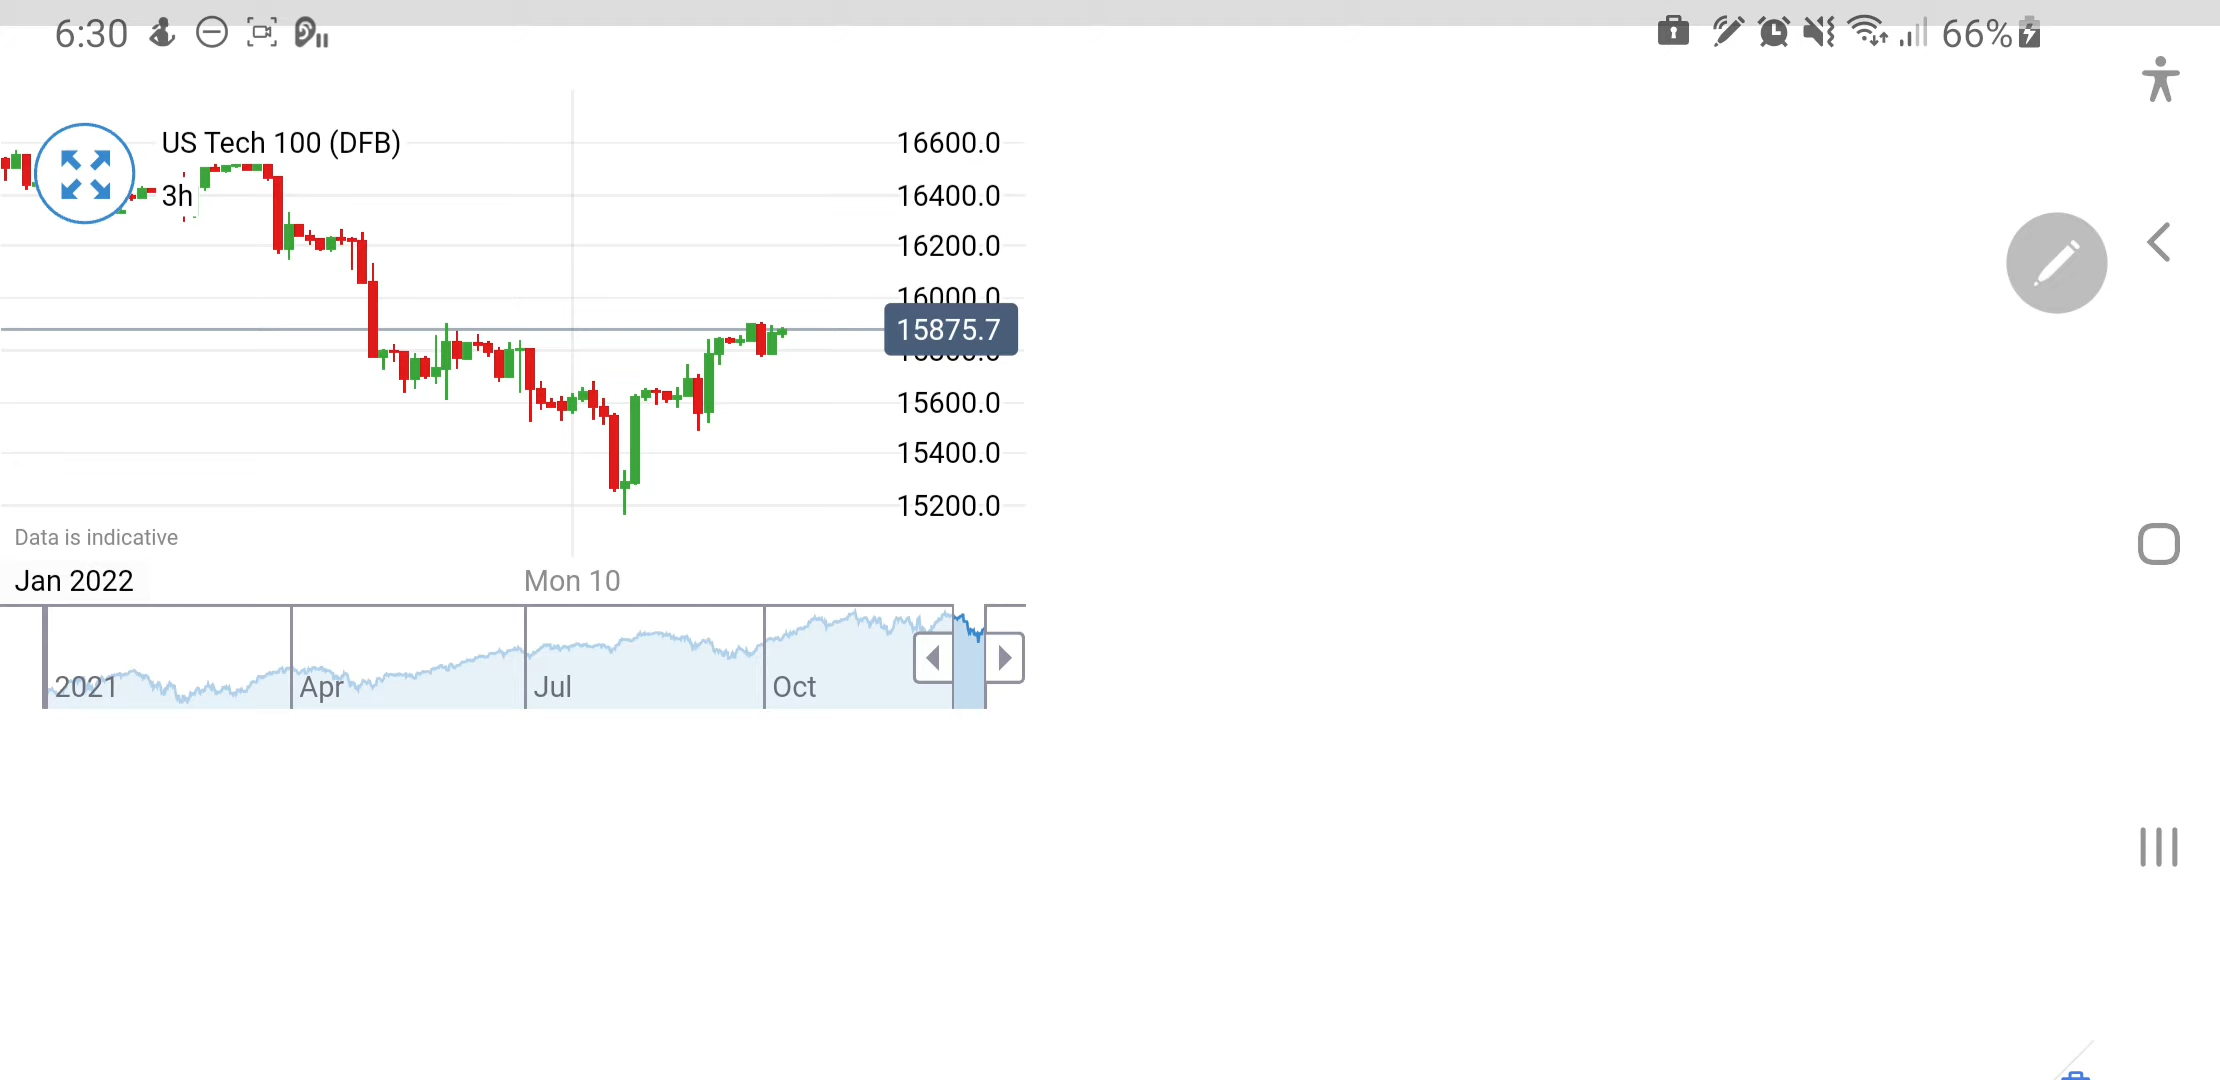 6:30
66%
US Tech 100 (DFB)
3h
16600.0
16400.0
16200.0
16000.0
15875.7
15600.0
15400.0
15200.0
Data is indicative
Jan 2022
Mon 10
2021
Apr
Jul
Oct